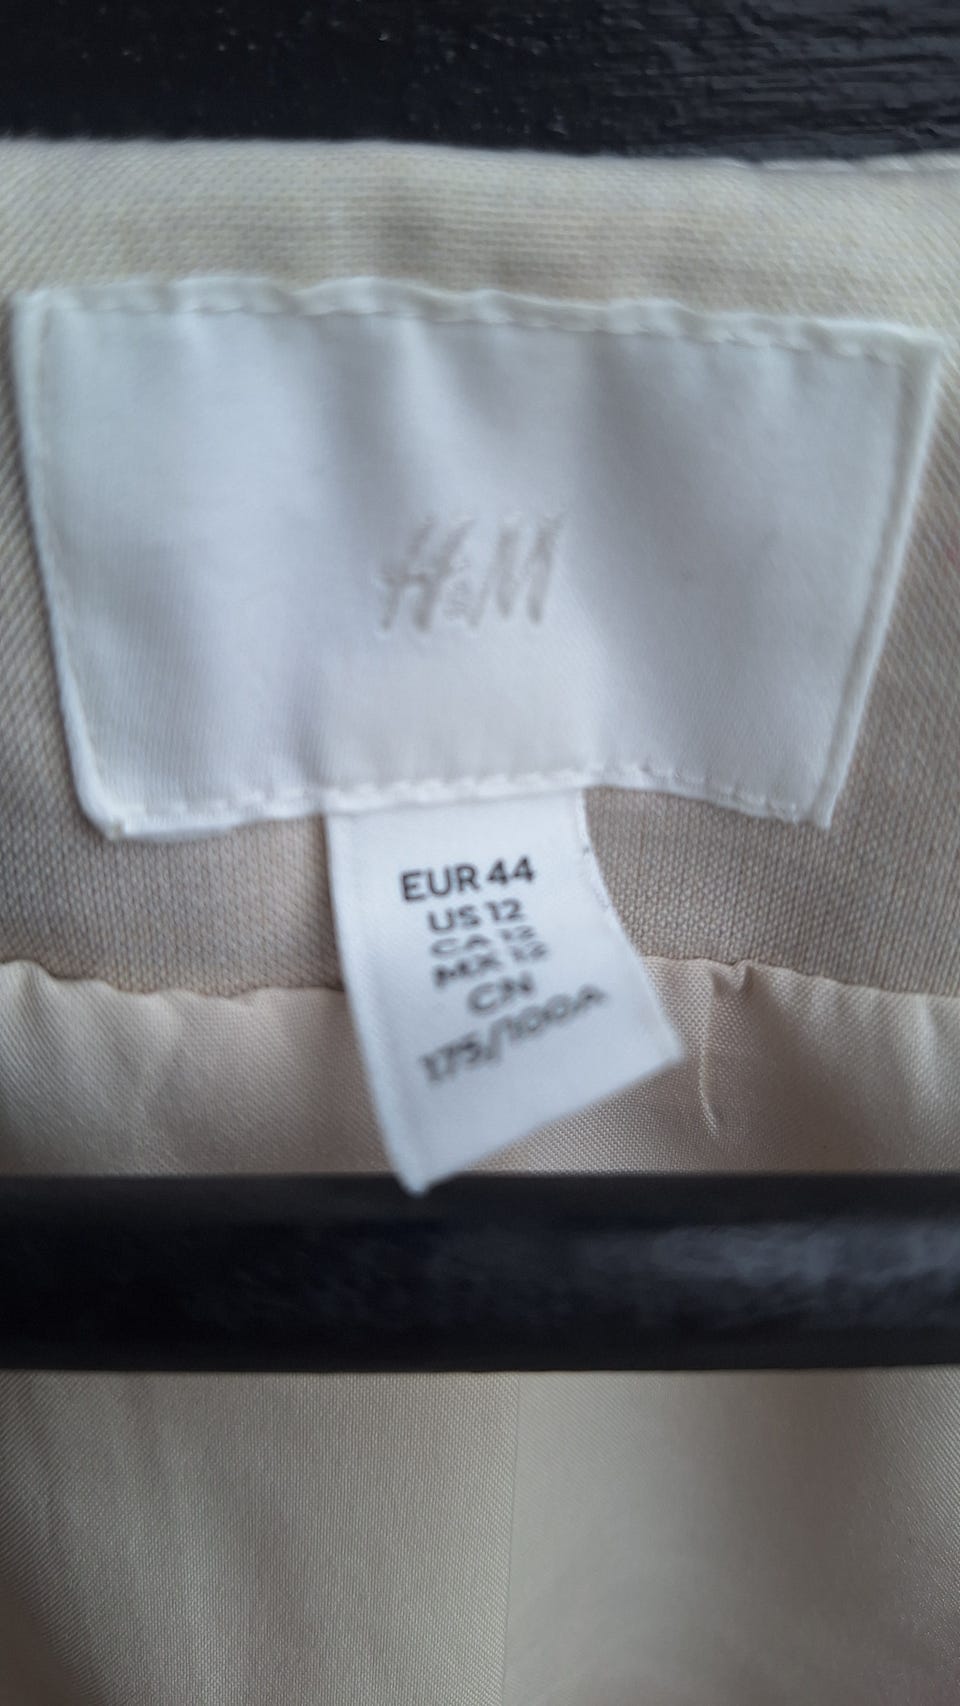 H&M
EUR 44
US 12
CA 12
MX 12
CN
175/100A